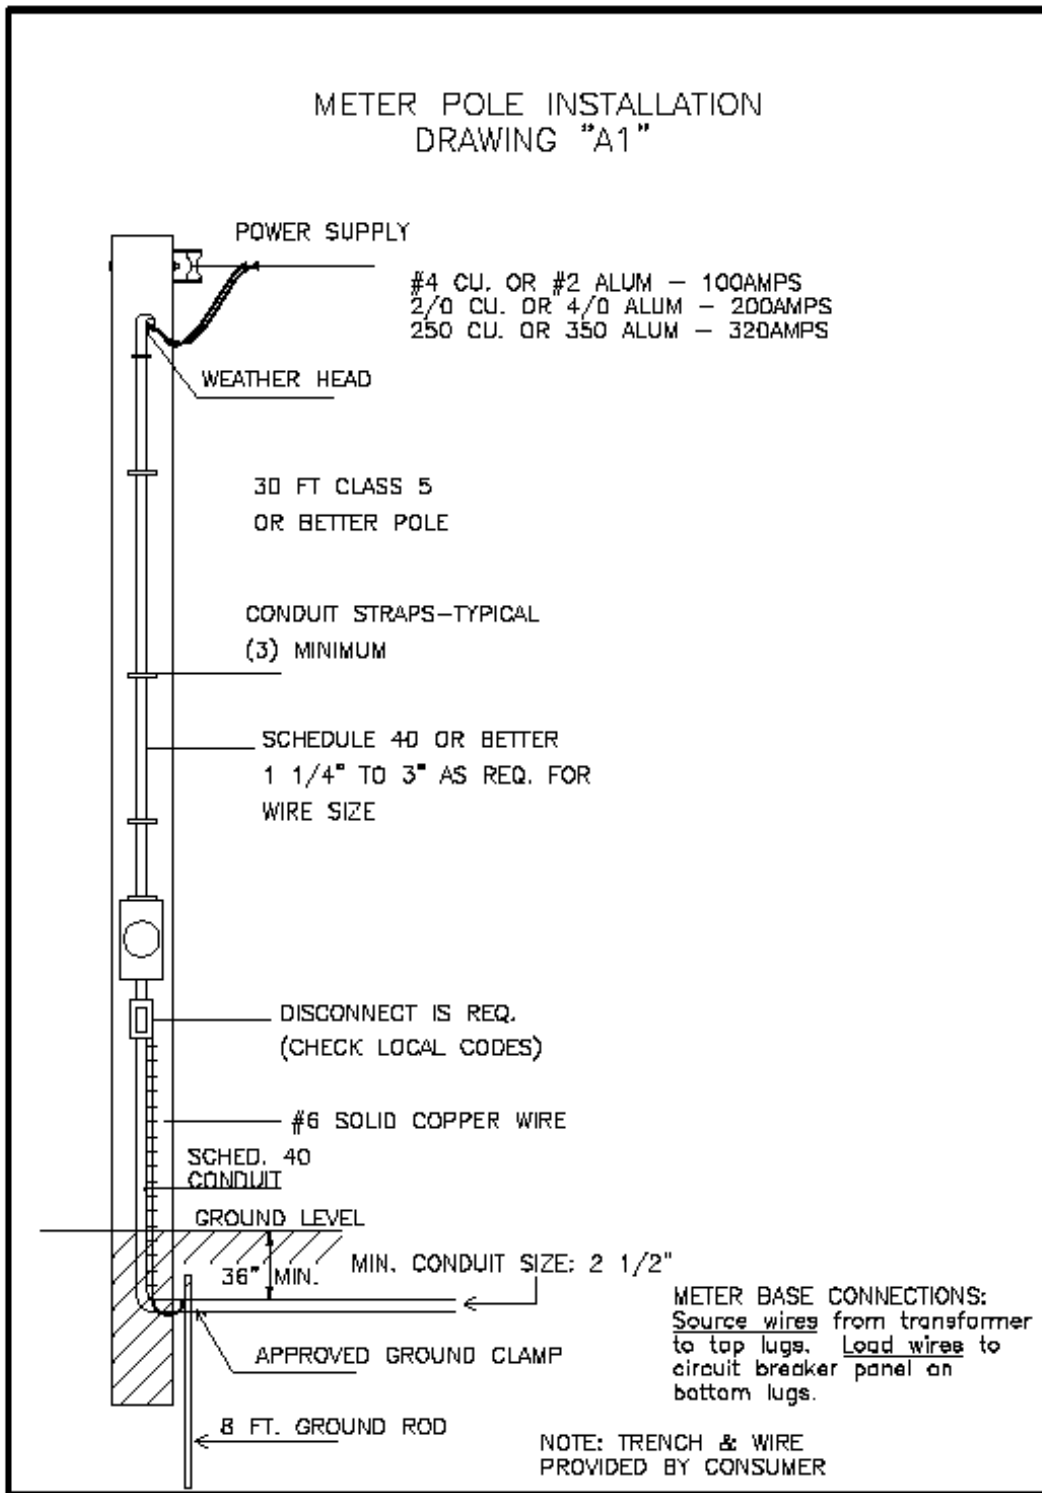 METER POLE INSTALLATION
DRAWING "A1"
POWER SUPPLY
#4 CU. OR #2 ALUM – 100AMPS
2/0 CU. OR 4/0 ALUM – 200AMPS
250 CU. OR 350 ALUM – 320AMPS
WEATHER HEAD
30 FT CLASS 5
OR BETTER POLE
CONDUIT STRAPS–TYPICAL
(3) MINIMUM
SCHEDULE 40 OR BETTER
1 1/4" TO 3" AS REQ. FOR
WIRE SIZE
DISCONNECT IS REQ.
(CHECK LOCAL CODES)
#6 SOLID COPPER WIRE
SCHED. 40
CONDUIT
GROUND LEVEL
36" MIN.
MIN. CONDUIT SIZE: 2 1/2"
METER BASE CONNECTIONS:
Source wires from transformer
to top lugs. Load wires to
circuit breaker panel on
bottom lugs.
APPROVED GROUND CLAMP
8 FT. GROUND ROD
NOTE: TRENCH & WIRE
PROVIDED BY CONSUMER